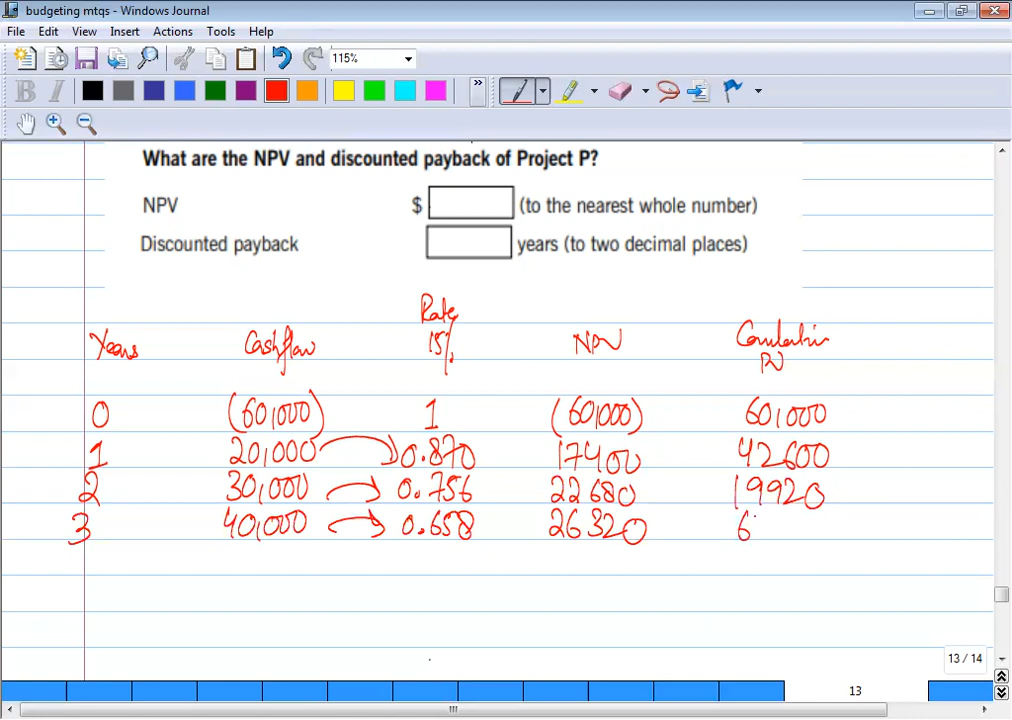 budgeting mtqs - Windows Journal
File Edit View Insert Actions Tools Help
115%
B I
What are the NPV and discounted payback of Project P?
NPV $ (to the nearest whole number)
Discounted payback years (to two decimal places)
Rate
Years Cashflow 15% NPV
PV
0 (60,000) 1 (60,000) 60,000
1 20,000 0.870 17400 42600
2 30,000 0.756 22680 19920
3 40,000 0.658 26320 6
13 / 14
13